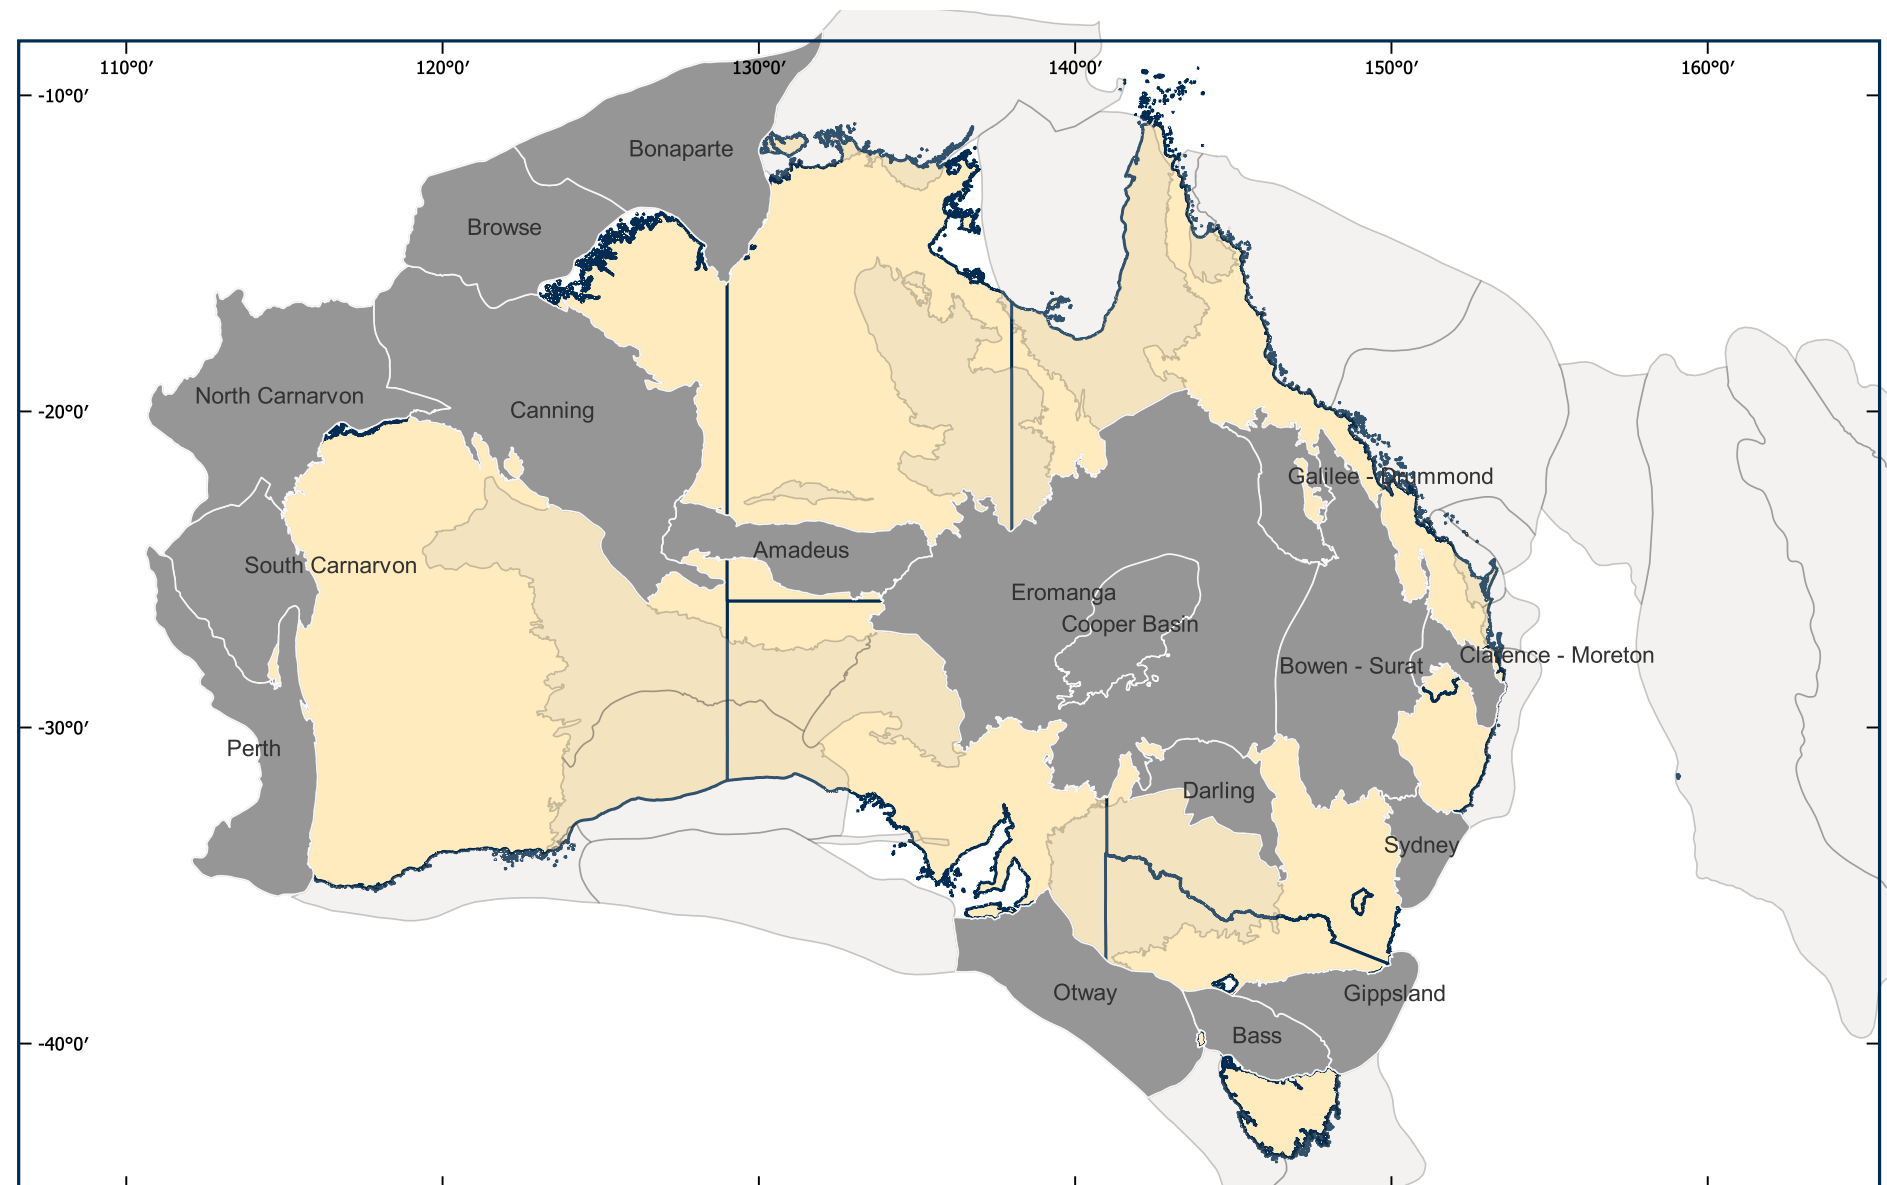 110°0′ 120°0′ 130°0′ 140°0′ 150°0′ 160°0′
-10°0′
Bonaparte
Browse
North Carnarvon
-20°0′
Canning
Galilee - Drummond
Amadeus
South Carnarvon
Eromanga
Cooper Basin
Clarence - Moreton
Bowen - Surat
-30°0′
Perth
Darling
Sydney
Otway
Gippsland
Bass
-40°0′